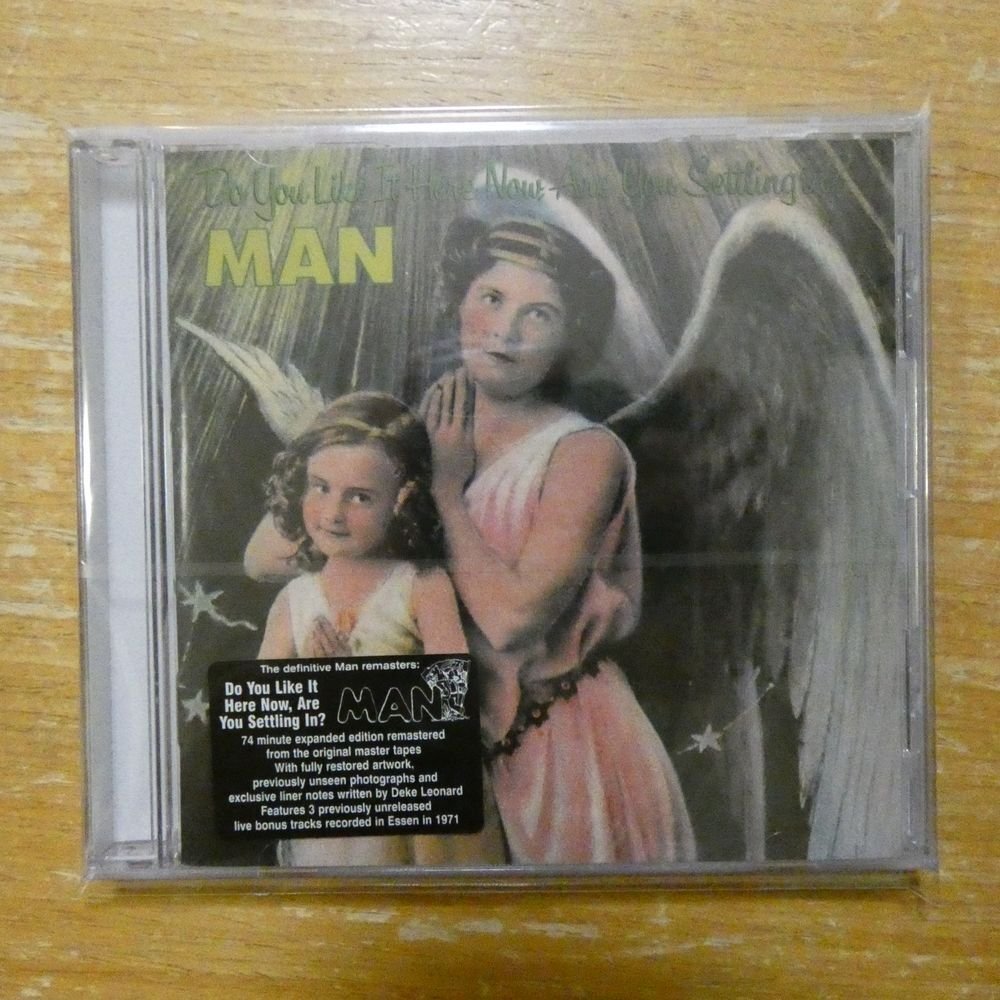 Do You Like It Here Now, Are You Settling In?
MAN
The definitive Man remasters:
Do You Like It
Here Now, Are
You Settling In?
MAN
74 minute expanded edition remastered
from the original master tapes
With fully restored artwork,
previously unseen photographs and
exclusive liner notes written by Deke Leonard
Features 3 previously unreleased
live bonus tracks recorded in Essen in 1971